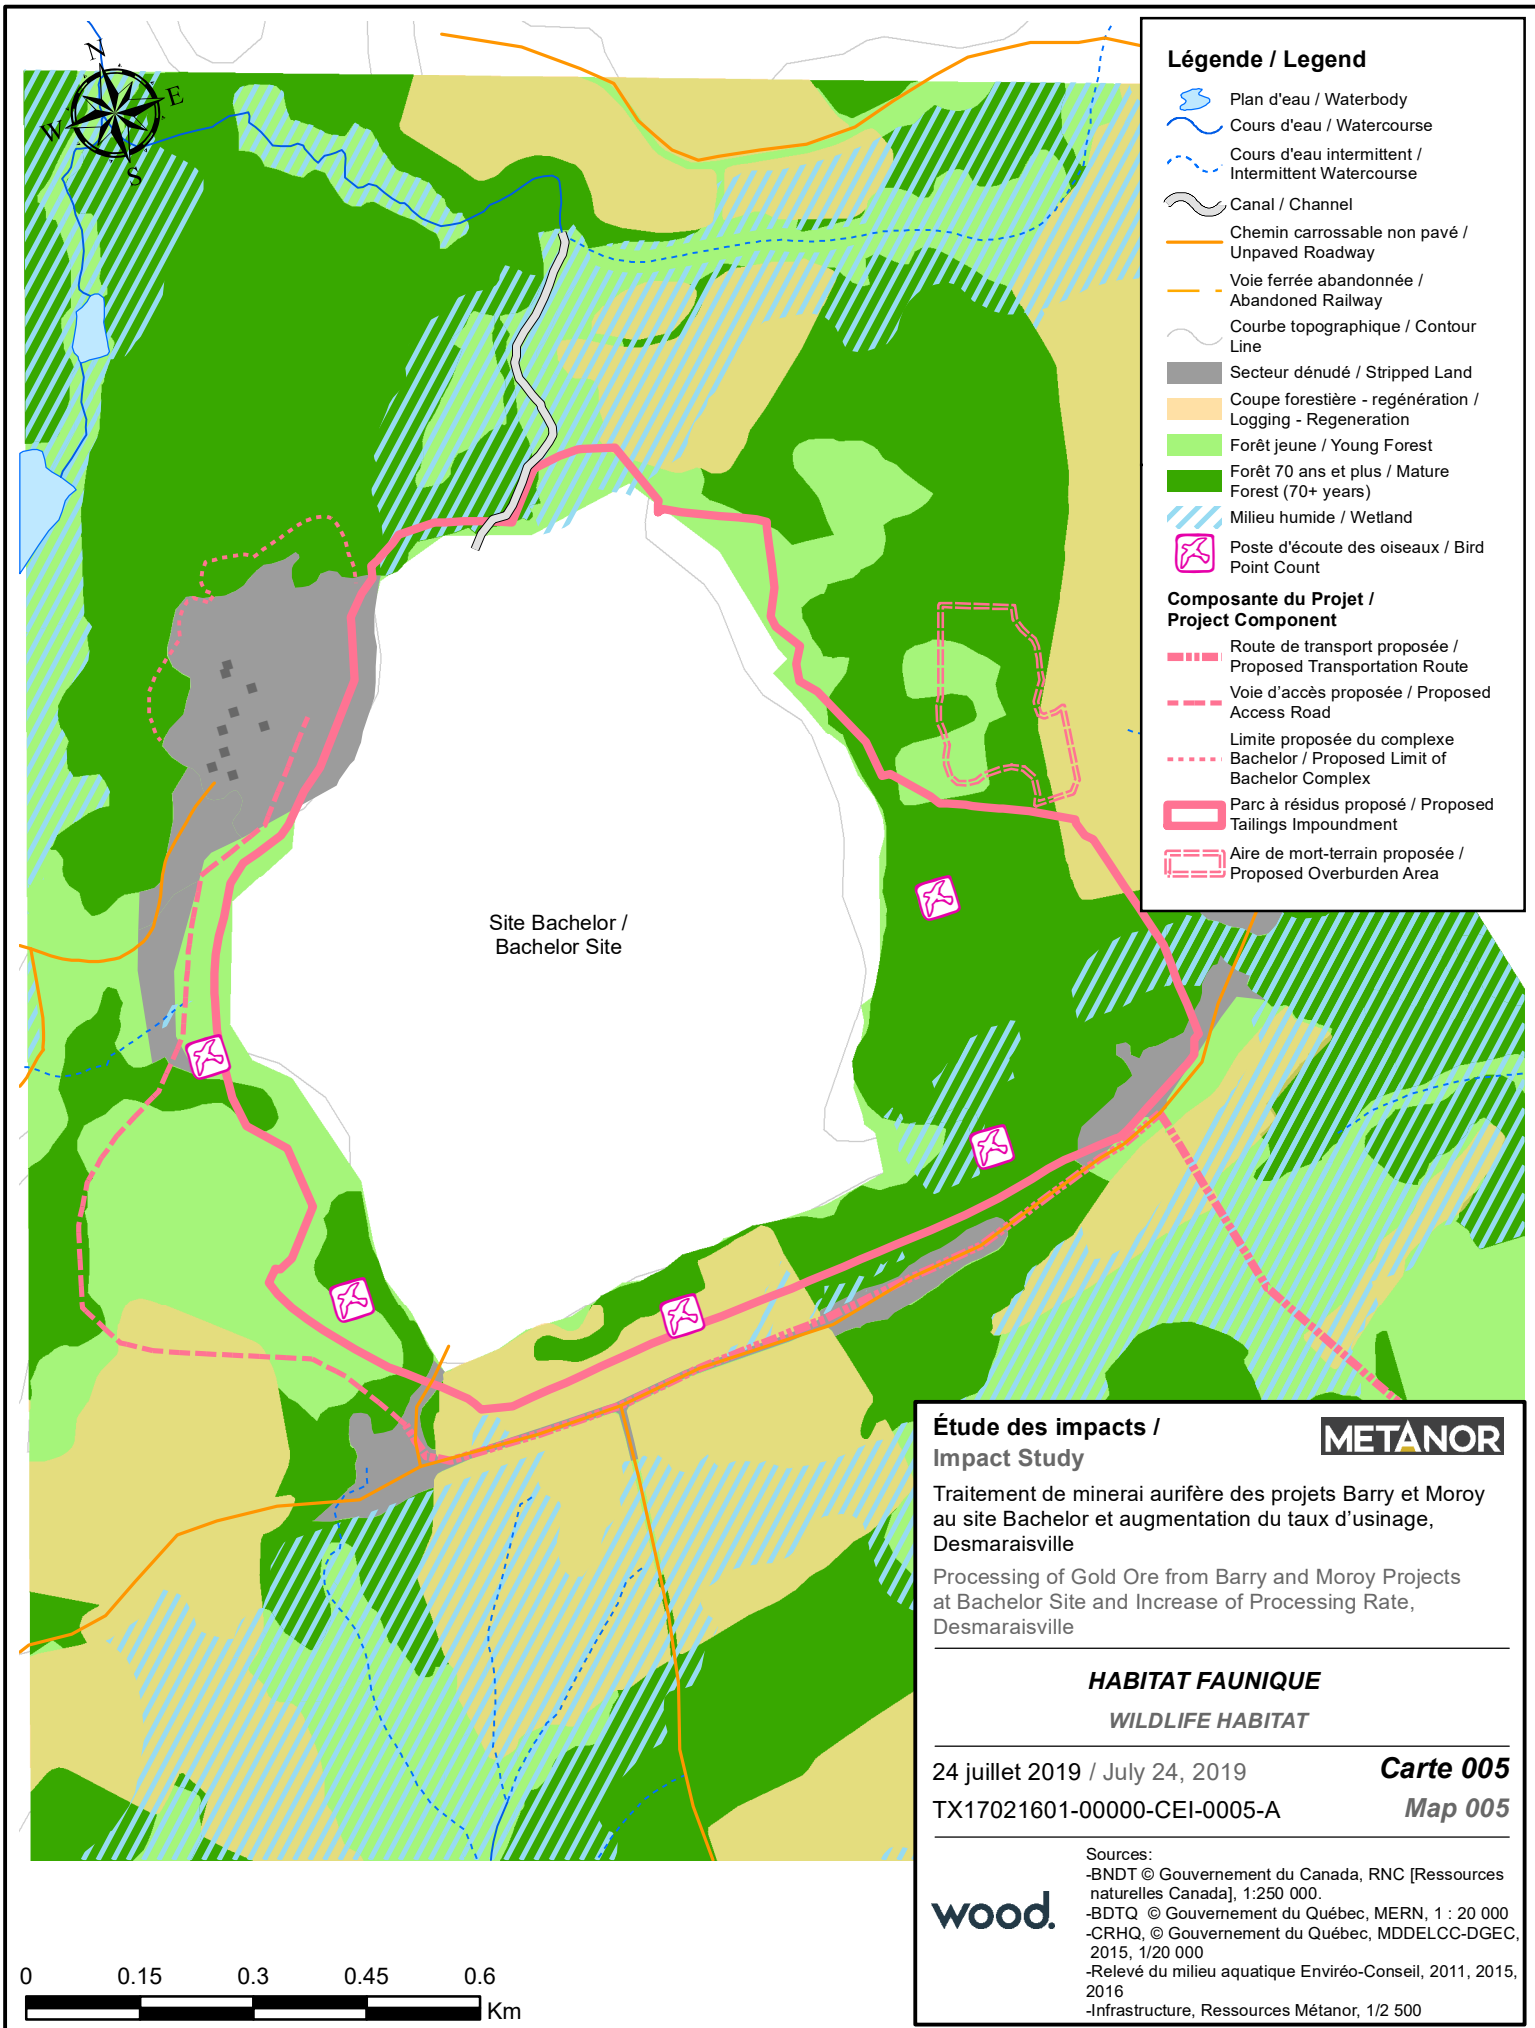 N
E
W
S
Site Bachelor /
Bachelor Site
Légende / Legend
Plan d'eau / Waterbody
Cours d'eau / Watercourse
Cours d'eau intermittent /
Intermittent Watercourse
Canal / Channel
Chemin carrossable non pavé /
Unpaved Roadway
Voie ferrée abandonnée /
Abandoned Railway
Courbe topographique / Contour
Line
Secteur dénudé / Stripped Land
Coupe forestière - regénération /
Logging - Regeneration
Forêt jeune / Young Forest
Forêt 70 ans et plus / Mature
Forest (70+ years)
Milieu humide / Wetland
Poste d'écoute des oiseaux / Bird
Point Count
Composante du Projet /
Project Component
Route de transport proposée /
Proposed Transportation Route
Voie d'accès proposée / Proposed
Access Road
Limite proposée du complexe
Bachelor / Proposed Limit of
Bachelor Complex
Parc à résidus proposé / Proposed
Tailings Impoundment
Aire de mort-terrain proposée /
Proposed Overburden Area
Étude des impacts /
Impact Study
METANOR
Traitement de minerai aurifère des projets Barry et Moroy
au site Bachelor et augmentation du taux d'usinage,
Desmaraisville
Processing of Gold Ore from Barry and Moroy Projects
at Bachelor Site and Increase of Processing Rate,
Desmaraisville
HABITAT FAUNIQUE
WILDLIFE HABITAT
24 juillet 2019 / July 24, 2019
Carte 005
TX17021601-00000-CEI-0005-A
Map 005
wood.
Sources:
-BNDT © Gouvernement du Canada, RNC [Ressources
naturelles Canada], 1:250 000.
-BDTQ © Gouvernement du Québec, MERN, 1 : 20 000
-CRHQ, © Gouvernement du Québec, MDDELCC-DGEC,
2015, 1/20 000
-Relevé du milieu aquatique Enviréo-Conseil, 2011, 2015,
2016
-Infrastructure, Ressources Métanor, 1/2 500
0 0.15 0.3 0.45 0.6
Km